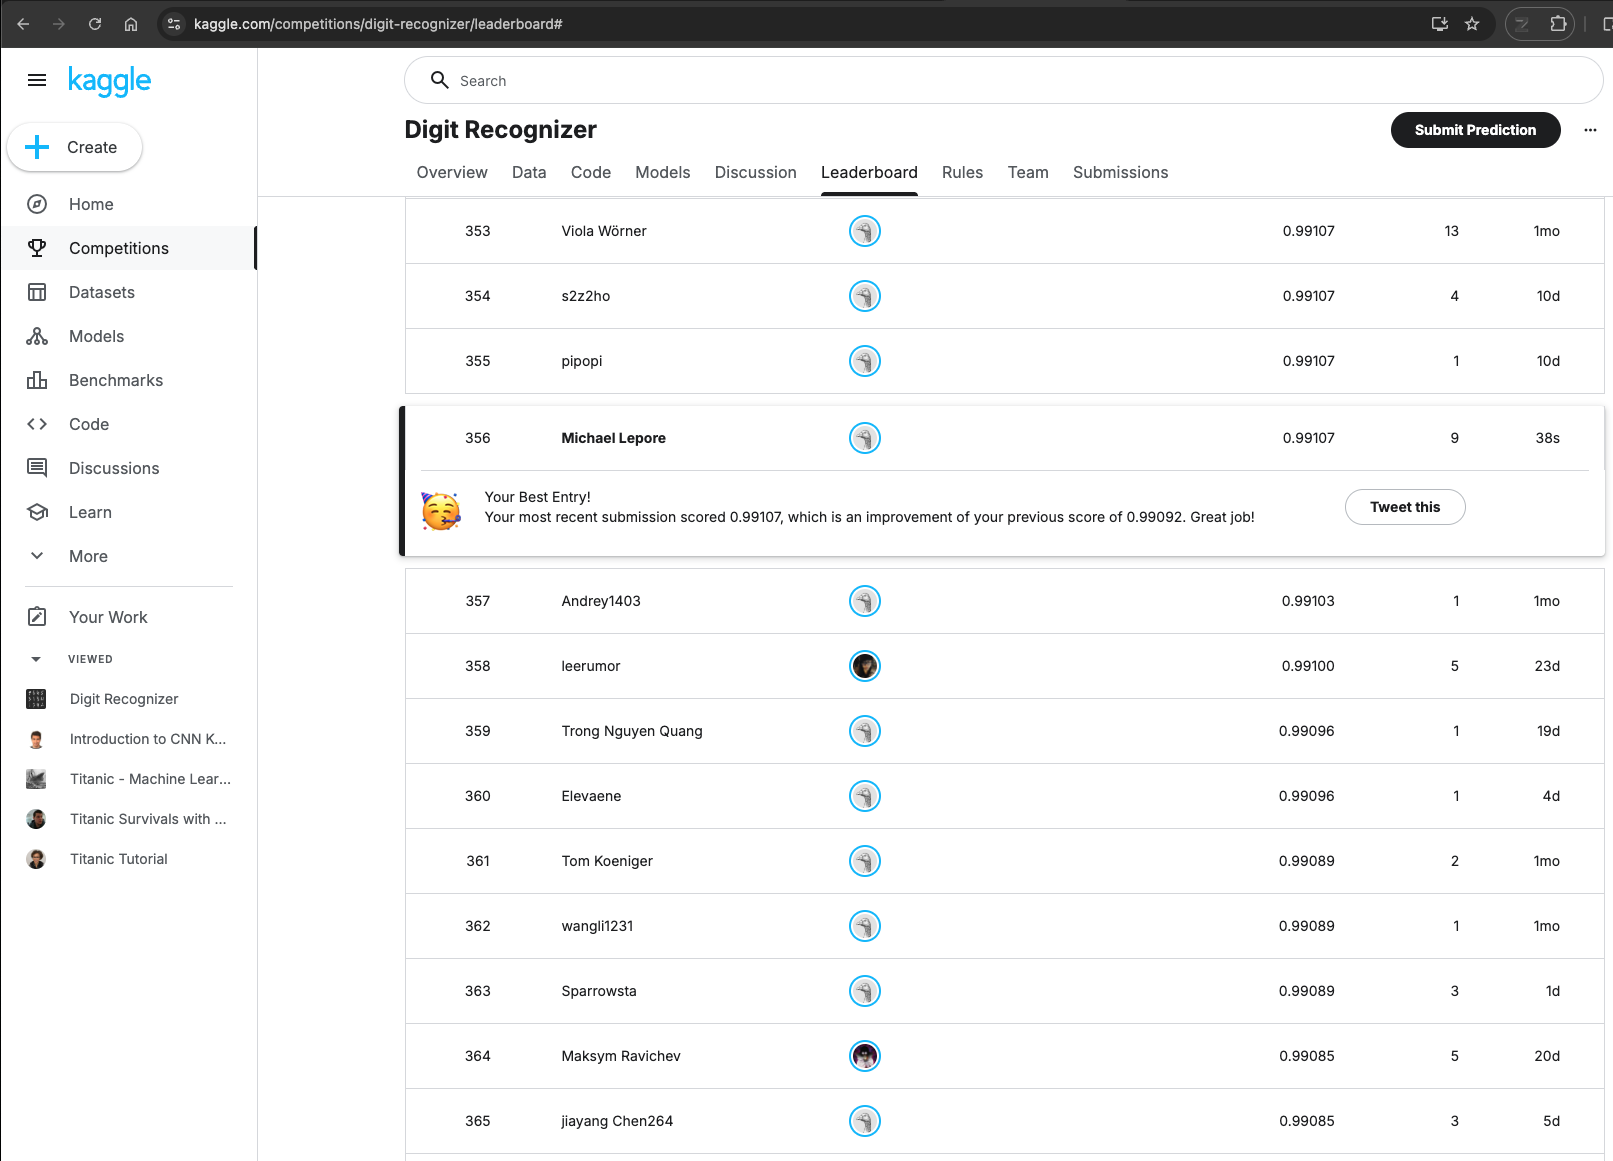 kaggle.com/competitions/digit-recognizer/leaderboard#
kaggle
Search
Create
Home
Competitions
Datasets
Models
Benchmarks
Code
Discussions
Learn
More
Your Work
VIEWED
Digit Recognizer
Introduction to CNN K...
Titanic - Machine Lear...
Titanic Survivals with ...
Titanic Tutorial
Digit Recognizer
Submit Prediction
Overview Data Code Models Discussion Leaderboard Rules Team Submissions
353 Viola Wörner 0.99107 13 1mo
354 s2z2ho 0.99107 4 10d
355 pipopi 0.99107 1 10d
356 Michael Lepore 0.99107 9 38s
Your Best Entry!
Your most recent submission scored 0.99107, which is an improvement of your previous score of 0.99092. Great job!
Tweet this
357 Andrey1403 0.99103 1 1mo
358 leerumor 0.99100 5 23d
359 Trong Nguyen Quang 0.99096 1 19d
360 Elevaene 0.99096 1 4d
361 Tom Koeniger 0.99089 2 1mo
362 wangli1231 0.99089 1 1mo
363 Sparrowsta 0.99089 3 1d
364 Maksym Ravichev 0.99085 5 20d
365 jiayang Chen264 0.99085 3 5d